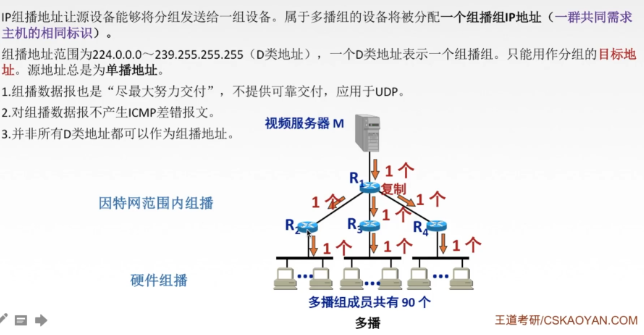 IP组播地址让源设备能够将分组发送给一组设备。属于多播组的设备将被分配一个组播组IP地址（一群共同需求
主机的相同标识）。
组播地址范围为224.0.0.0～239.255.255.255（D类地址），一个D类地址表示一个组播组。只能用作分组的目标地
址。源地址总是为单播地址。
1.组播数据报也是“尽最大努力交付”，不提供可靠交付，应用于UDP。
2.对组播数据报不产生ICMP差错报文。
3.并非所有D类地址都可以作为组播地址。
视频服务器 M
1 个
R1
复制
因特网范围内组播
1 个
1 个
1 个
R2
R3
R4
1 个
1 个
1 个
硬件组播
多播组成员共有 90 个
多播
王道考研/CSKAOYAN.COM